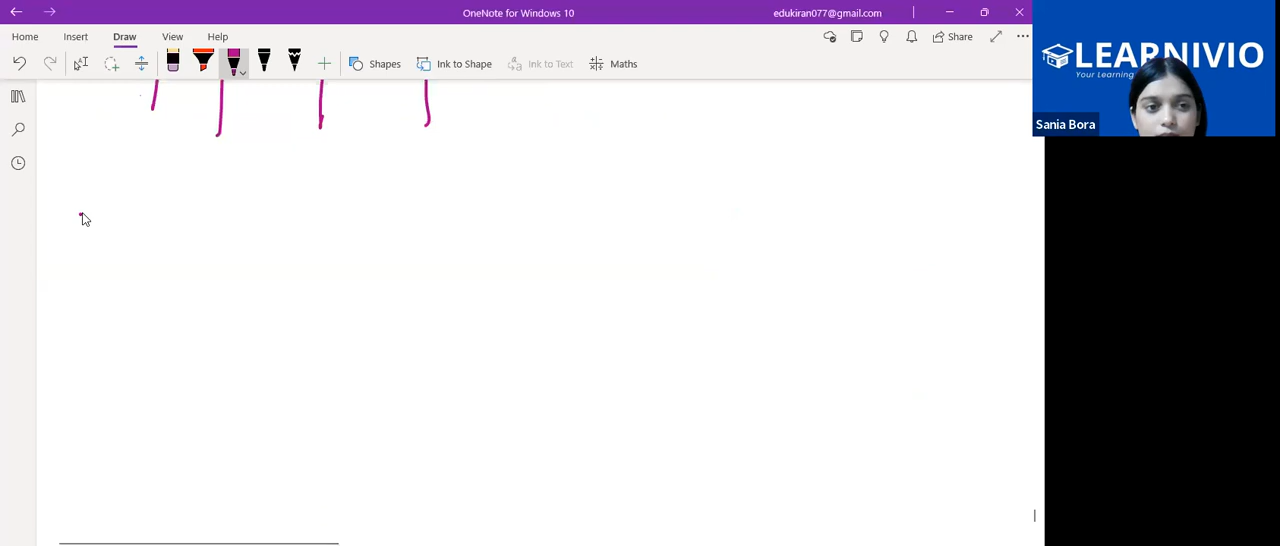 OneNote for Windows 10
edukiran077@gmail.com
Home
Insert
Draw
View
Help
Share
Shapes
Ink to Shape
Ink to Text
Maths
LEARNIVIO
Your Learning
Sania Bora